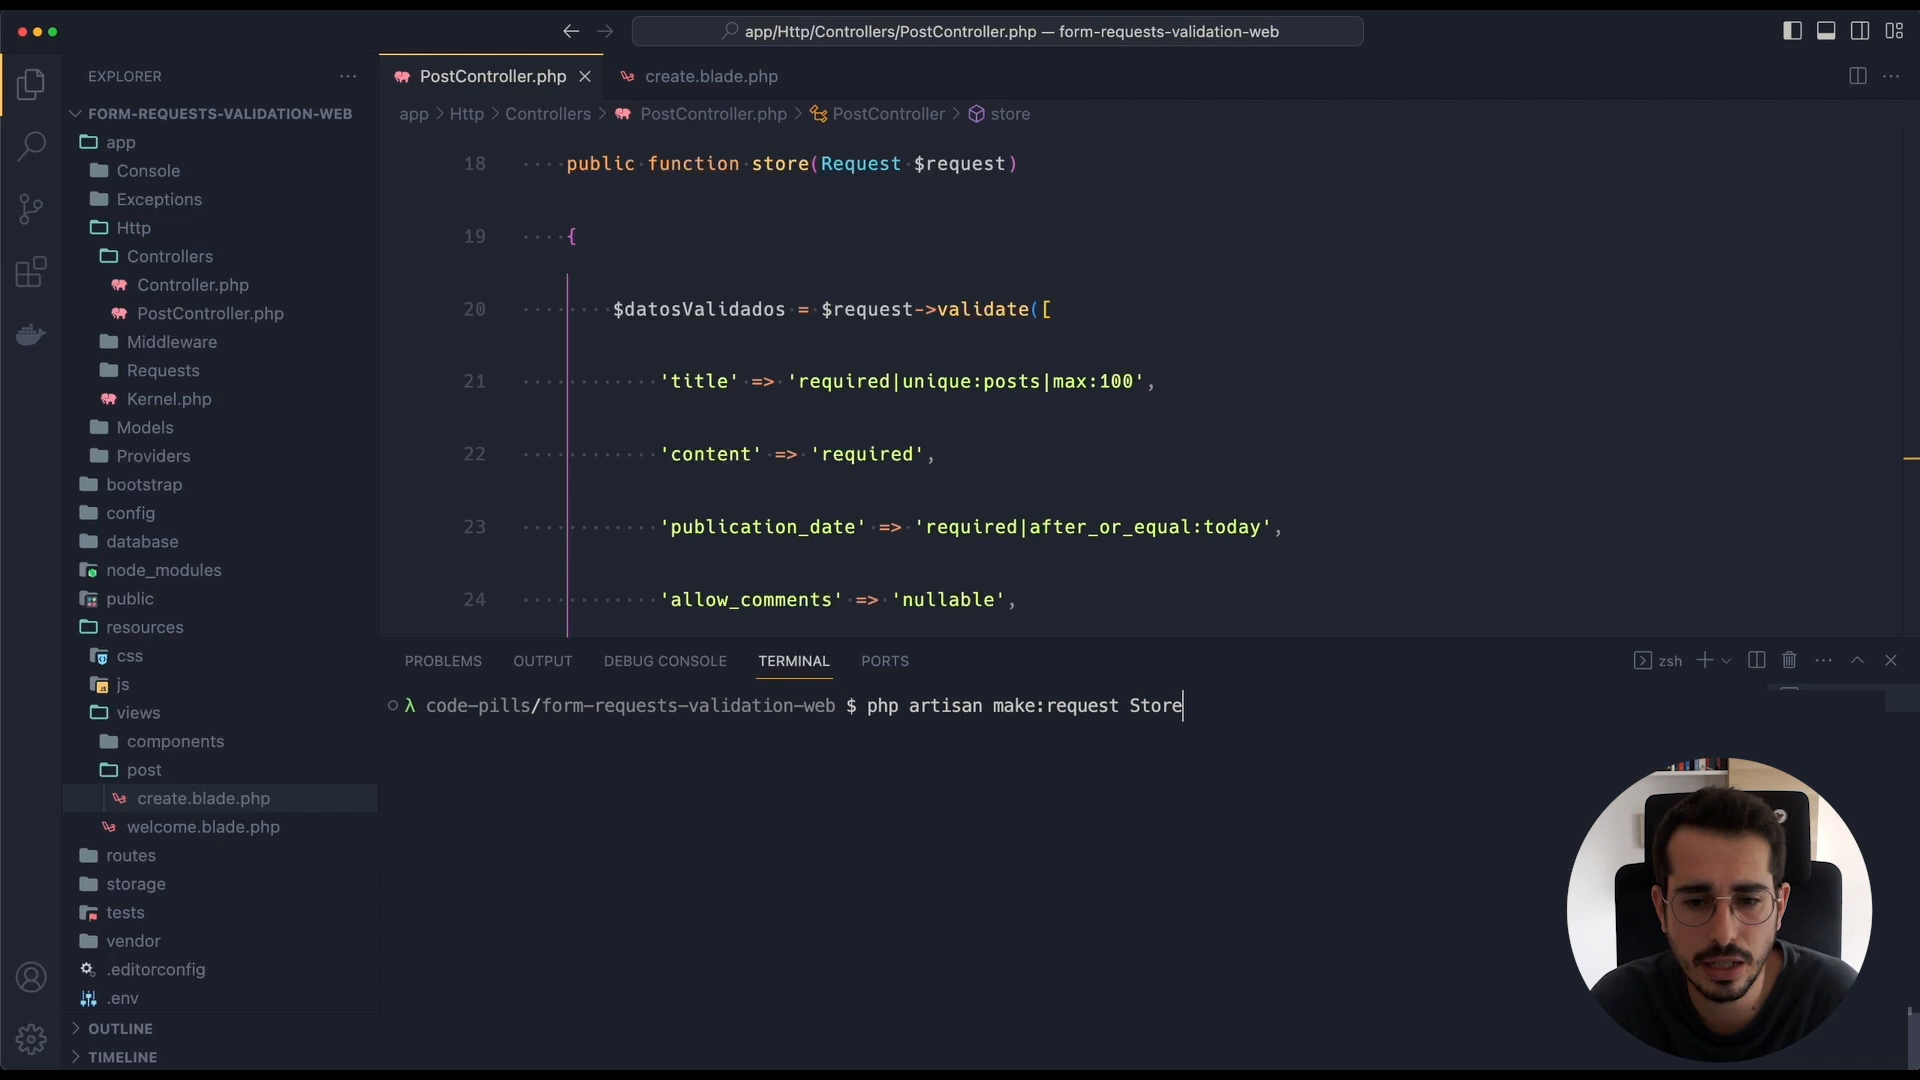 app/Http/Controllers/PostController.php — form-requests-validation-web
EXPLORER
PostController.php
create.blade.php
FORM-REQUESTS-VALIDATION-WEB
app
Console
Exceptions
Http
Controllers
Controller.php
PostController.php
Middleware
Requests
Kernel.php
Models
Providers
bootstrap
config
database
node_modules
public
resources
css
js
views
components
post
create.blade.php
welcome.blade.php
routes
storage
tests
vendor
.editorconfig
.env
OUTLINE
TIMELINE
app > Http > Controllers > PostController.php > PostController > store
18 public function store(Request $request)
19 {
20 $datosValidados = $request->validate([
21 'title' => 'required|unique:posts|max:100',
22 'content' => 'required',
23 'publication_date' => 'required|after_or_equal:today',
24 'allow_comments' => 'nullable',
PROBLEMS OUTPUT DEBUG CONSOLE TERMINAL PORTS
zsh
λ code-pills/form-requests-validation-web $ php artisan make:request Store